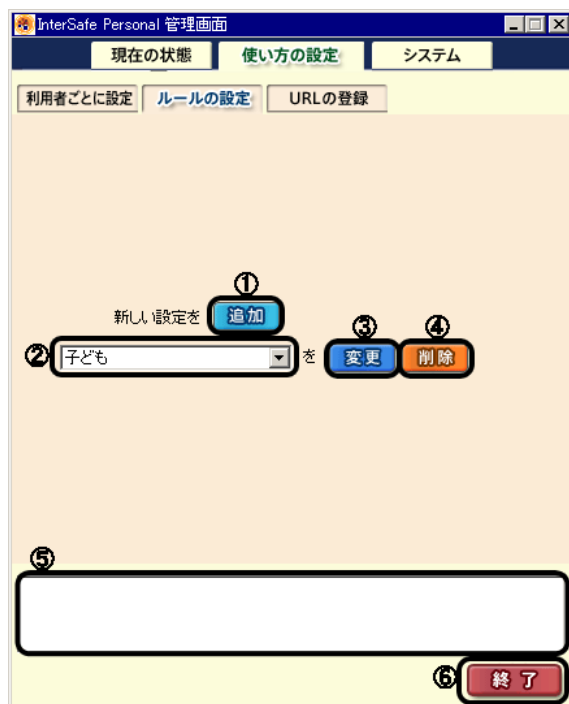 InterSafe Personal 管理画面
現在の状態 使い方の設定 システム
利用者ごとに設定 ルールの設定 URLの登録
①
新しい設定を 追加
③ ④
② 子ども を 変更 削除
⑤
⑥ 終了